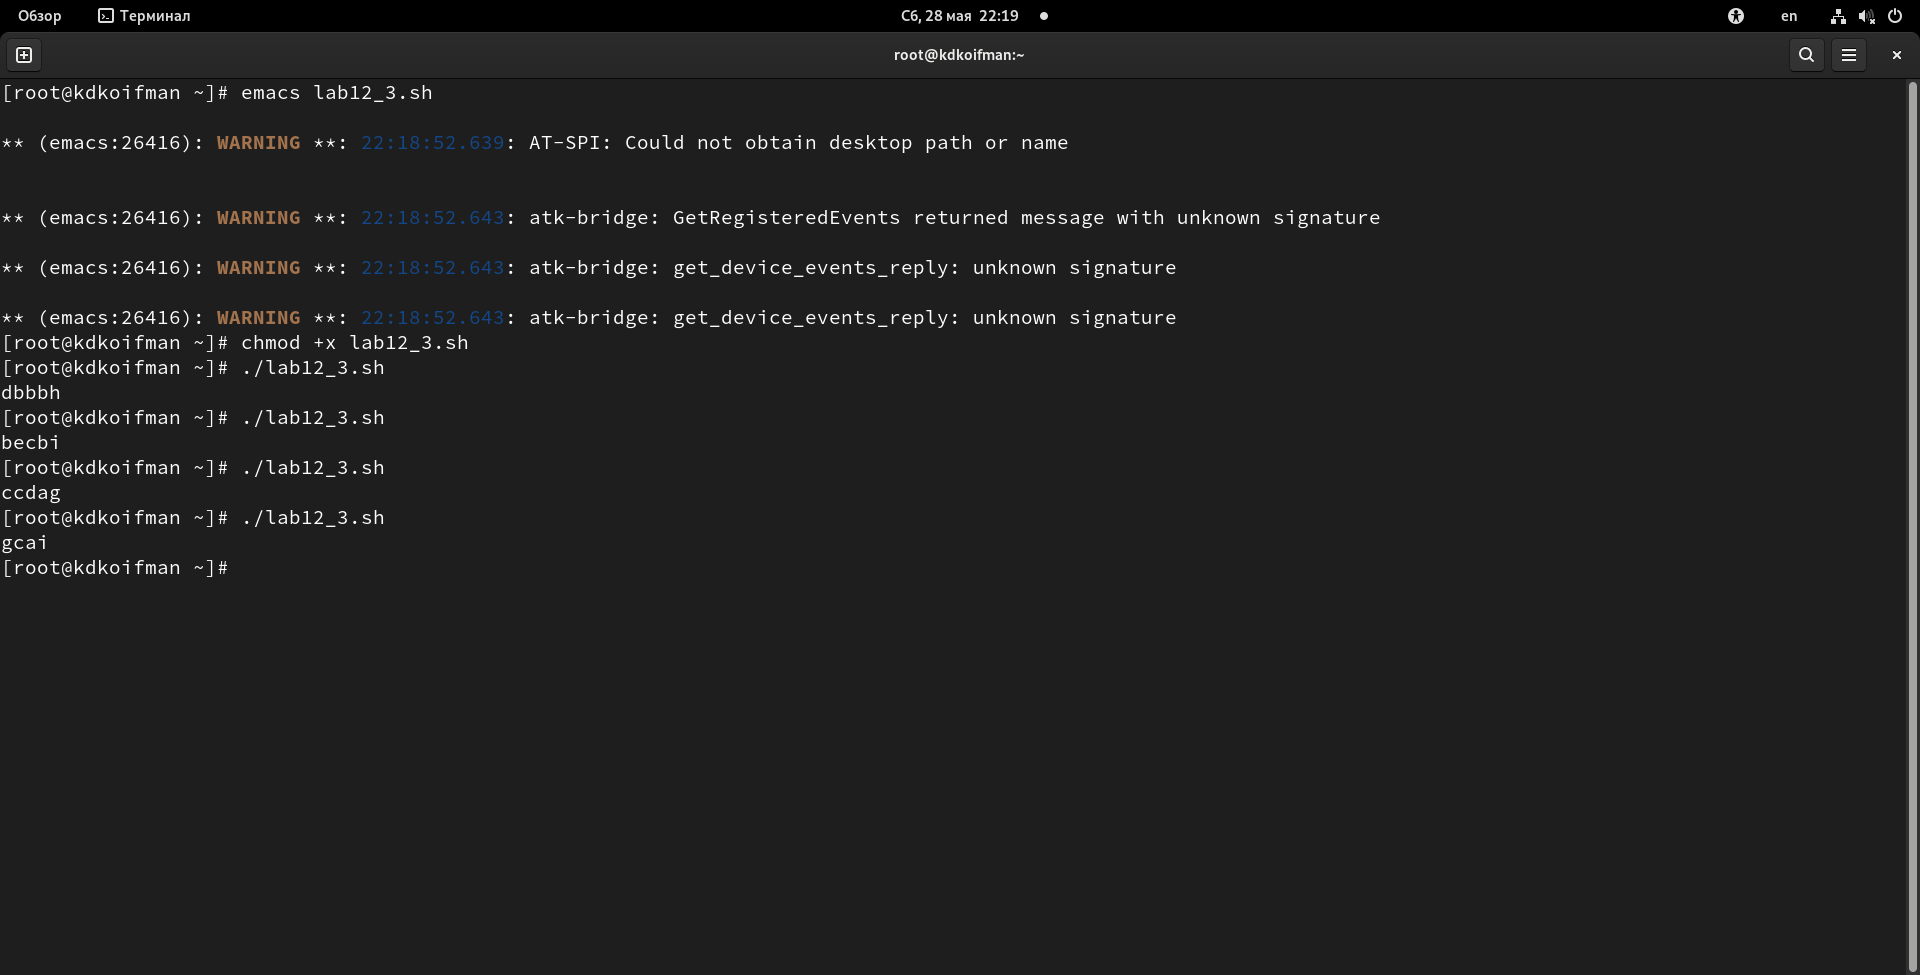 Обзор Терминал Сб, 28 мая 22:19 en
root@kdkoifman:~
[root@kdkoifman ~]# emacs lab12_3.sh
** (emacs:26416): WARNING **: 22:18:52.639: AT-SPI: Could not obtain desktop path or name
** (emacs:26416): WARNING **: 22:18:52.643: atk-bridge: GetRegisteredEvents returned message with unknown signature
** (emacs:26416): WARNING **: 22:18:52.643: atk-bridge: get_device_events_reply: unknown signature
** (emacs:26416): WARNING **: 22:18:52.643: atk-bridge: get_device_events_reply: unknown signature
[root@kdkoifman ~]# chmod +x lab12_3.sh
[root@kdkoifman ~]# ./lab12_3.sh
dbbbh
[root@kdkoifman ~]# ./lab12_3.sh
becbi
[root@kdkoifman ~]# ./lab12_3.sh
ccdag
[root@kdkoifman ~]# ./lab12_3.sh
gcai
[root@kdkoifman ~]#